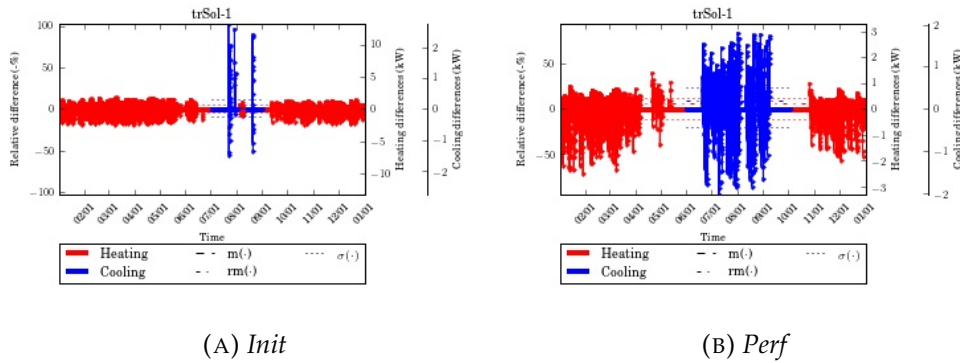 trSol-1
100
50
0
−50
−100
Relative difference(-%)
10
5
0
−5
−10
Heating differences(kW)
2
1
0
−1
−2
Cooling differences(kW)
02/01 03/01 04/01 05/01 06/01 07/01 08/01 09/01 10/01 11/01 12/01 01/01
Time
Heating m(·) σ(·)
Cooling rm(·)
(A) Init
trSol-1
50
0
−50
Relative difference(-%)
3
2
1
0
−1
−2
−3
Heating differences(kW)
2
1
0
−1
−2
Cooling differences(kW)
02/01 03/01 04/01 05/01 06/01 07/01 08/01 09/01 10/01 11/01 12/01 01/01
Time
Heating m(·) σ(·)
Cooling rm(·)
(B) Perf